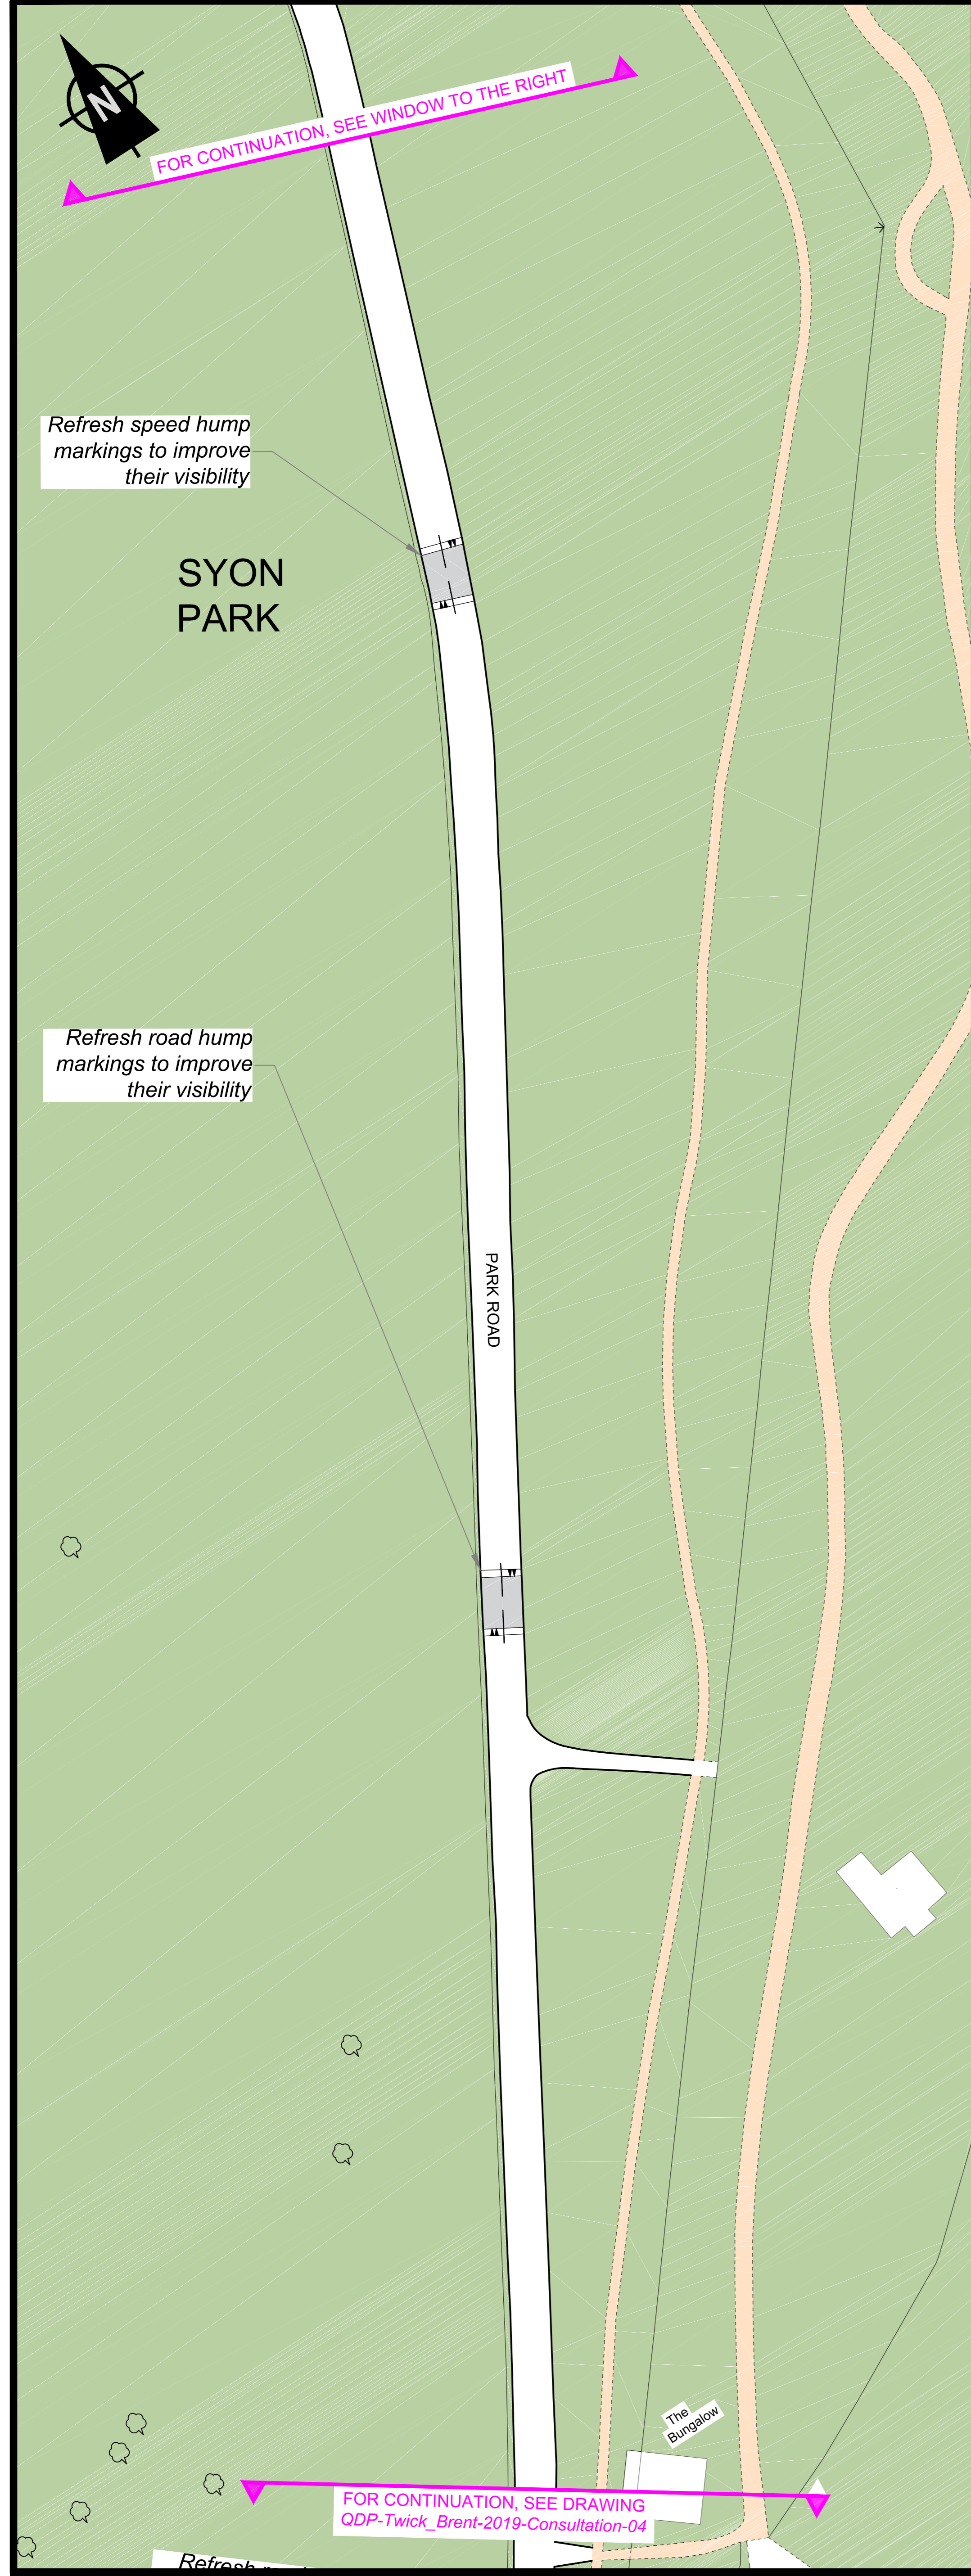 N
FOR CONTINUATION, SEE WINDOW TO THE RIGHT
Refresh speed hump
markings to improve
their visibility
SYON
PARK
Refresh road hump
markings to improve
their visibility
PARK ROAD
The
Bungalow
FOR CONTINUATION, SEE DRAWING
QDP-Twick_Brent-2019-Consultation-04
Refresh